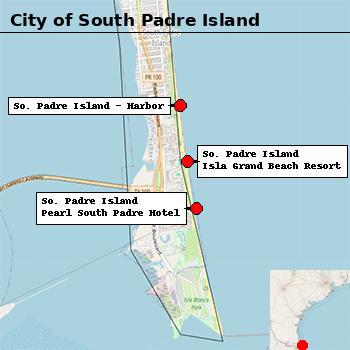 City of South Padre Island
Island
PR 100
So. Padre Island - Harbor
So. Padre Island
Isla Grand Beach Resort
So. Padre Island
Pearl South Padre Hotel
Isla Blanca
Park